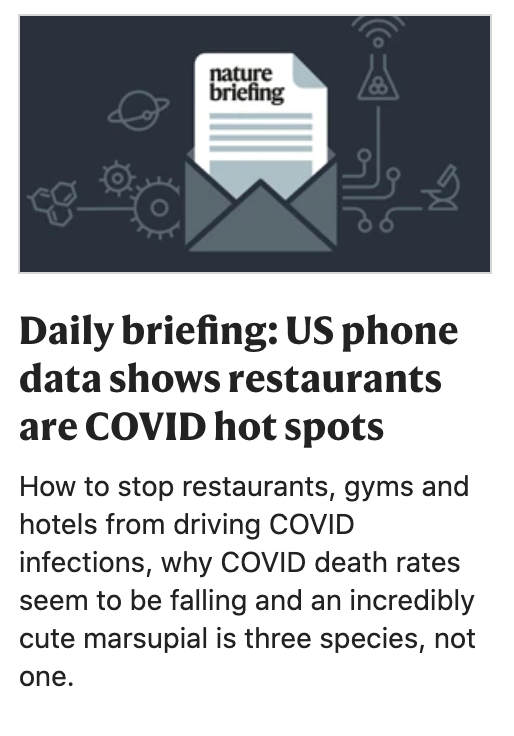 nature
briefing
Daily briefing: US phone
data shows restaurants
are COVID hot spots
How to stop restaurants, gyms and
hotels from driving COVID
infections, why COVID death rates
seem to be falling and an incredibly
cute marsupial is three species, not
one.